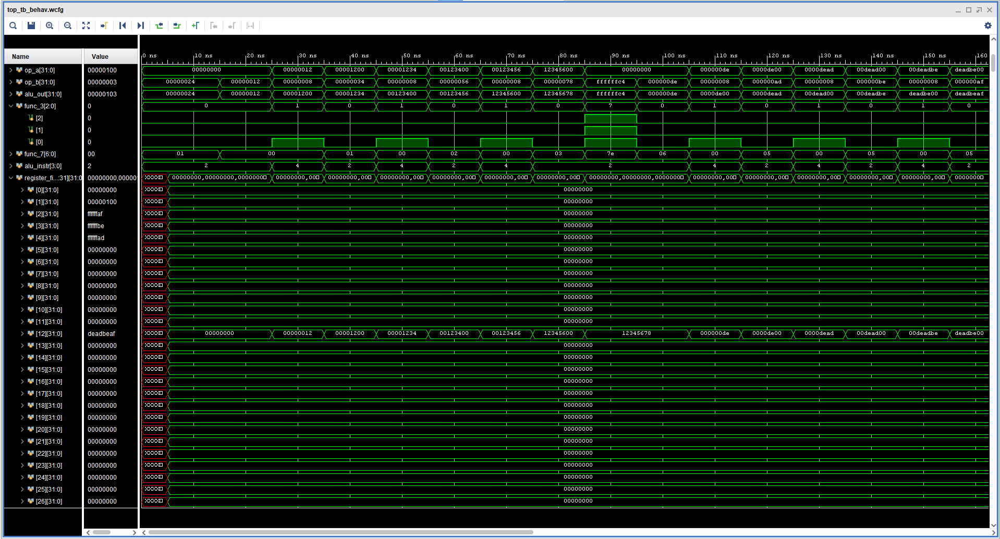 top_tb_behav.wcfg
Name Value 0 ns 10 ns 20 ns 30 ns 40 ns 50 ns 60 ns 70 ns 80 ns 90 ns 100 ns 110 ns 120 ns 130 ns 140 ns 150 ns 160
op_a[31:0] 00000100 00000000 00000012 00001200 00001234 00123400 00123456 12345600 00000000 000000de 0000de00 0000dead 00dead00 00deadbe deadbe00
op_b[31:0] 00000003 00000024 00000012 00000008 00000034 00000008 00000056 00000008 00000078 ffffffc4 000000de 00000008 000000ad 00000008 000000be 00000008 000000af
alu_out[31:0] 00000103 00000024 00000012 00001200 00001234 00123400 00123456 12345600 12345678 ffffffc4 000000de 0000de00 0000dead 00dead00 00deadbe deadbe00 deadbeaf
func_3[2:0] 0 0 1 0 1 0 1 0 7 0 1 0 1 0 1 0
[2] 0
[1] 0
[0] 0
func_7[6:0] 00 01 00 01 00 02 00 03 7e 06 00 05 00 05 00 05
alu_instr[3:0] 2 2 4 2 4 2 4 2 2 2 4 2 4 2 4 2
register_fi...:31][31:0 00000000,00000 XXXX 00000000,00000000,0000000 00000000,000 00000000,000 00000000,000 00000000,000 00000000,000 00000000,000 00000000,00000000,0000000 00000000,000 00000000,000 00000000,000 00000000,000 00000000,000 0000000
[0][31:0] 00000000 XXXX 00000000
[1][31:0] 00000100 XXXX 00000000
[2][31:0] ffffffaf XXXX 00000000
[3][31:0] ffffffbe XXXX 00000000
[4][31:0] ffffffad XXXX 00000000
[5][31:0] 00000000 XXXX 00000000
[6][31:0] 00000000 XXXX 00000000
[7][31:0] 00000000 XXXX 00000000
[8][31:0] 00000000 XXXX 00000000
[9][31:0] 00000000 XXXX 00000000
[10][31:0] 00000000 XXXX 00000000
[11][31:0] 00000000 XXXX 00000000
[12][31:0] deadbeaf XXXX 00000000 00000012 00001200 00001234 00123400 00123456 12345600 12345678 000000de 0000de00 0000dead 00dead00 00deadbe deadbe00
[13][31:0] 00000000 XXXX 00000000
[14][31:0] 00000000 XXXX 00000000
[15][31:0] 00000000 XXXX 00000000
[16][31:0] 00000000 XXXX 00000000
[17][31:0] 00000000 XXXX 00000000
[18][31:0] 00000000 XXXX 00000000
[19][31:0] 00000000 XXXX 00000000
[20][31:0] 00000000 XXXX 00000000
[21][31:0] 00000000 XXXX 00000000
[22][31:0] 00000000 XXXX 00000000
[23][31:0] 00000000 XXXX 00000000
[24][31:0] 00000000 XXXX 00000000
[25][31:0] 00000000 XXXX 00000000
[26][31:0] 00000000 XXXX 00000000